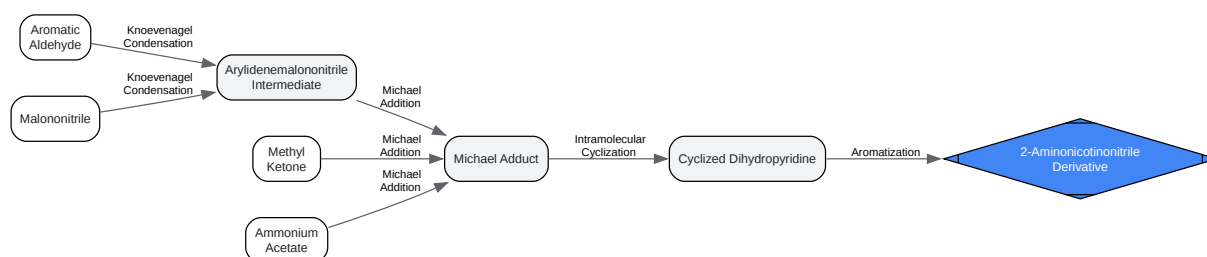 Aromatic
Aldehyde
Knoevenagel
Condensation
Malononitrile
Knoevenagel
Condensation
Arylidenemalononitrile
Intermediate
Michael
Addition
Methyl
Ketone
Michael
Addition
Ammonium
Acetate
Michael
Addition
Michael Adduct
Intramolecular
Cyclization
Cyclized Dihydropyridine
Aromatization
2-Aminonicotinonitrile
Derivative